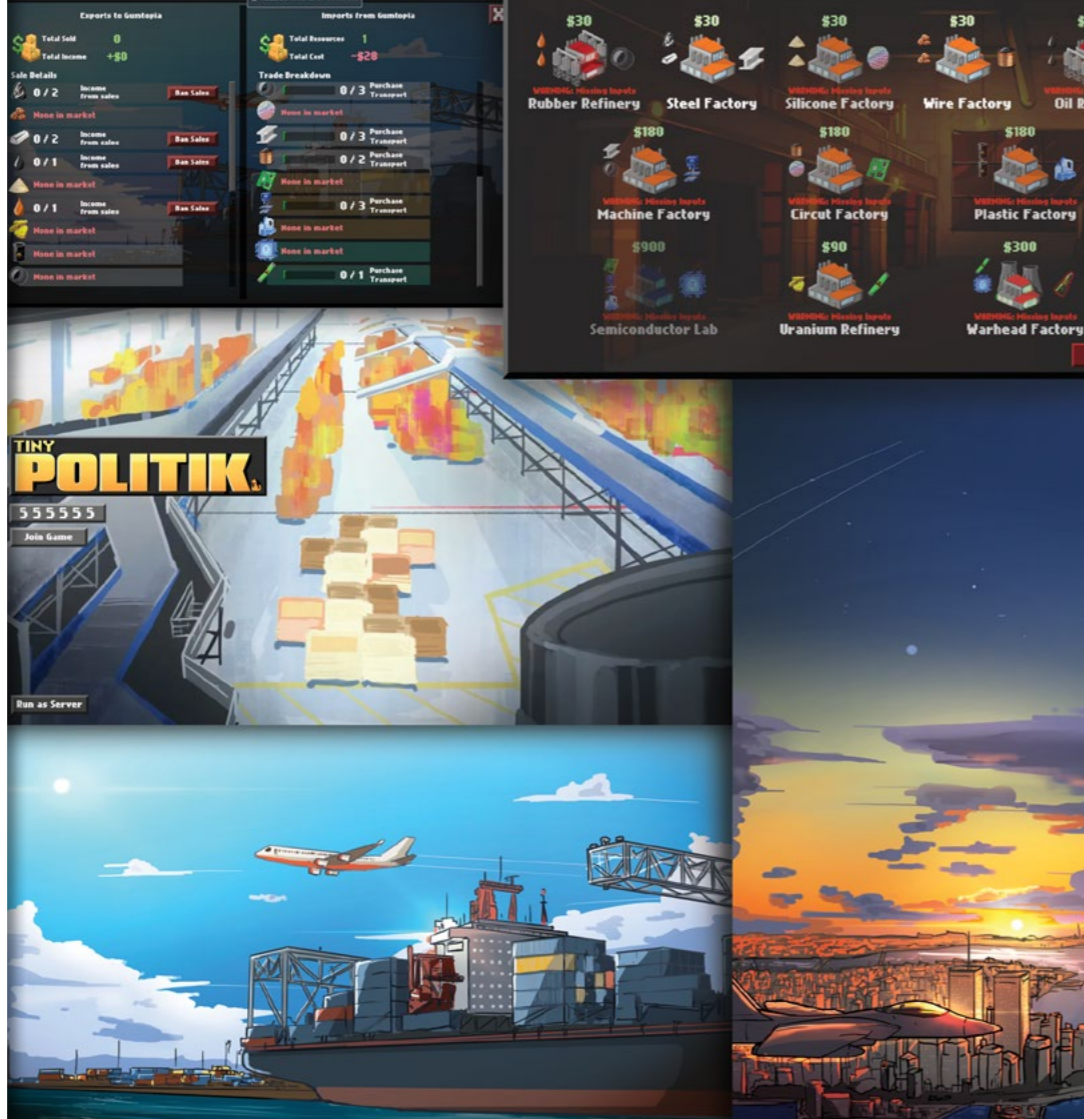 Exports to Gumtopia
Total Sold 0
Total Income +$0
Sale Details
0 / 2 Income from sales Ban Sales
None in market
0 / 2 Income from sales Ban Sales
0 / 1 Income from sales Ban Sales
None in market
0 / 1 Income from sales Ban Sales
None in market
None in market
None in market
Imports from Gumtopia
Total Resources 1
Total Cost -$20
Trade Breakdown
0 / 3 Purchase Transport
None in market
0 / 3 Purchase Transport
0 / 2 Purchase Transport
None in market
0 / 3 Purchase Transport
None in market
None in market
0 / 1 Purchase Transport
$30 $30 $30 $30
WARNING: Missing Inputs WARNING: Missing Inputs
Rubber Refinery Steel Factory Silicone Factory Wire Factory Oil
$180 $180 $180
WARNING: Missing Inputs WARNING: Missing Inputs WARNING: Missing Inputs
Machine Factory Circut Factory Plastic Factory
$900 $90 $300
WARNING: Missing Inputs WARNING: Missing Inputs
Semiconductor Lab Uranium Refinery Warhead Factory
TINY
POLITIK
555555
Join Game
Run as Server